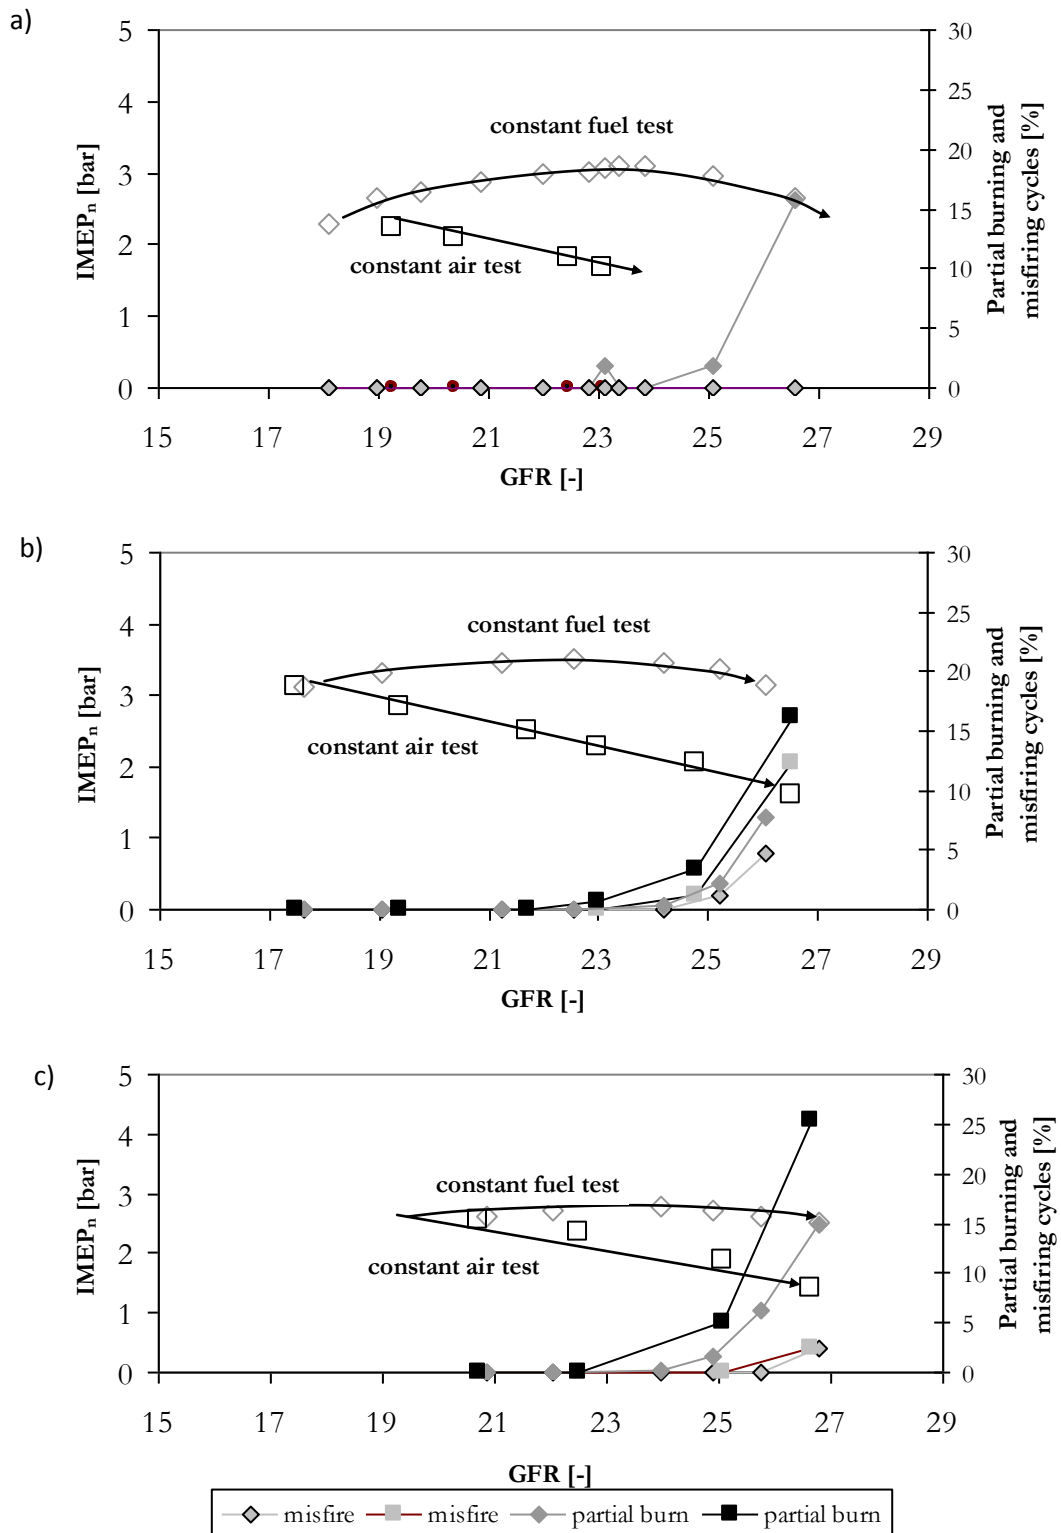 a)
5
4
3
2
1
0
IMEPn [bar]
constant fuel test
constant air test
30
25
20
15
10
5
0
Partial burning and
misfiring cycles [%]
15 17 19 21 23 25 27 29
GFR [-]
b)
5
4
3
2
1
0
IMEPn [bar]
constant fuel test
constant air test
30
25
20
15
10
5
0
Partial burning and
misfiring cycles [%]
15 17 19 21 23 25 27 29
GFR [-]
c)
5
4
3
2
1
0
IMEPn [bar]
constant fuel test
constant air test
30
25
20
15
10
5
0
Partial burning and
misfiring cycles [%]
15 17 19 21 23 25 27 29
GFR [-]
misfire misfire partial burn partial burn